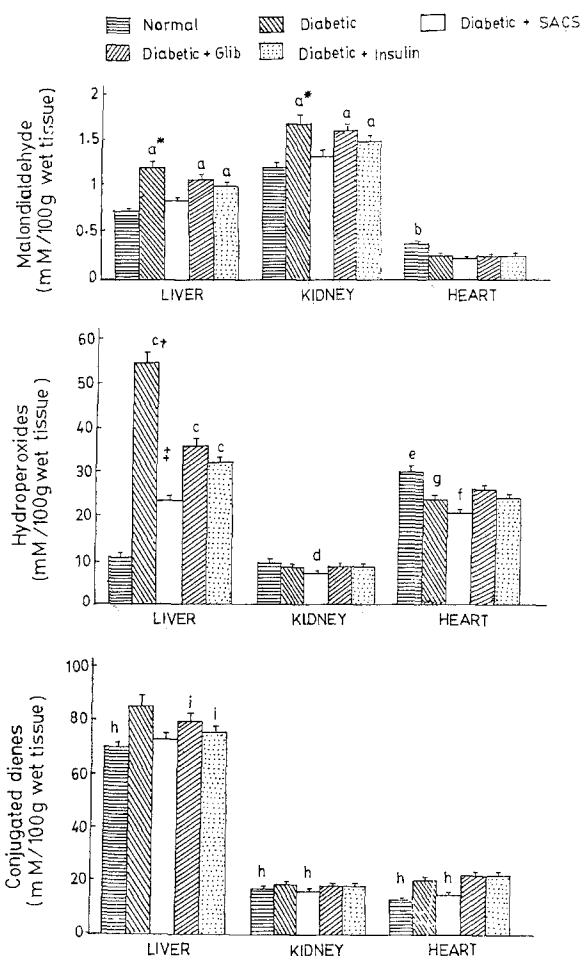 Normal Diabetic Diabetic + SACS
Diabetic + Glib Diabetic + Insulin
Malondialdehyde
(mM/100g wet tissue)
2
1.5
1
0.5
0
a*
a
a
a*
a
a
b
LIVER KIDNEY HEART
Hydroperoxides
(mM/100g wet tissue)
60
50
40
30
20
10
0
c†
‡
c
c
d
e
g
f
LIVER KIDNEY HEART
Conjugated dienes
(mM/100g wet tissue)
100
80
60
40
20
0
h
i
i
h
h
h
h
LIVER KIDNEY HEART